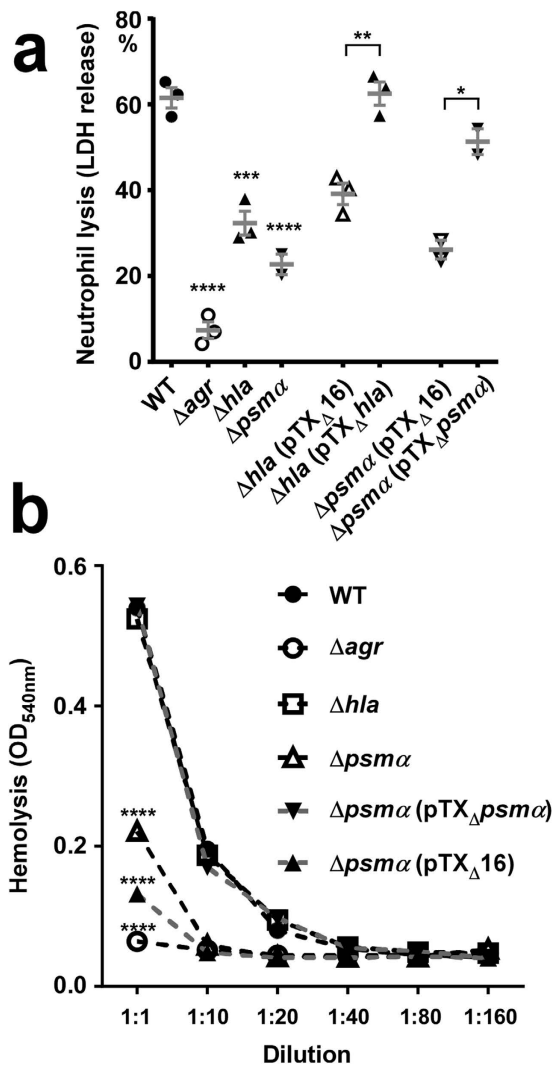 a
80
%
60
40
20
0
Neutrophil lysis (LDH release)
**
*
***
****
****
WT
Δagr
Δhla
Δpsmα
Δhla (pTXΔ16)
Δhla (pTXΔhla)
Δpsmα (pTXΔ16)
Δpsmα (pTXΔpsmα)
b
0.6
0.4
0.2
0.0
Hemolysis (OD540nm)
WT
Δagr
Δhla
Δpsmα
Δpsmα (pTXΔpsmα)
Δpsmα (pTXΔ16)
****
****
****
1:1 1:10 1:20 1:40 1:80 1:160
Dilution